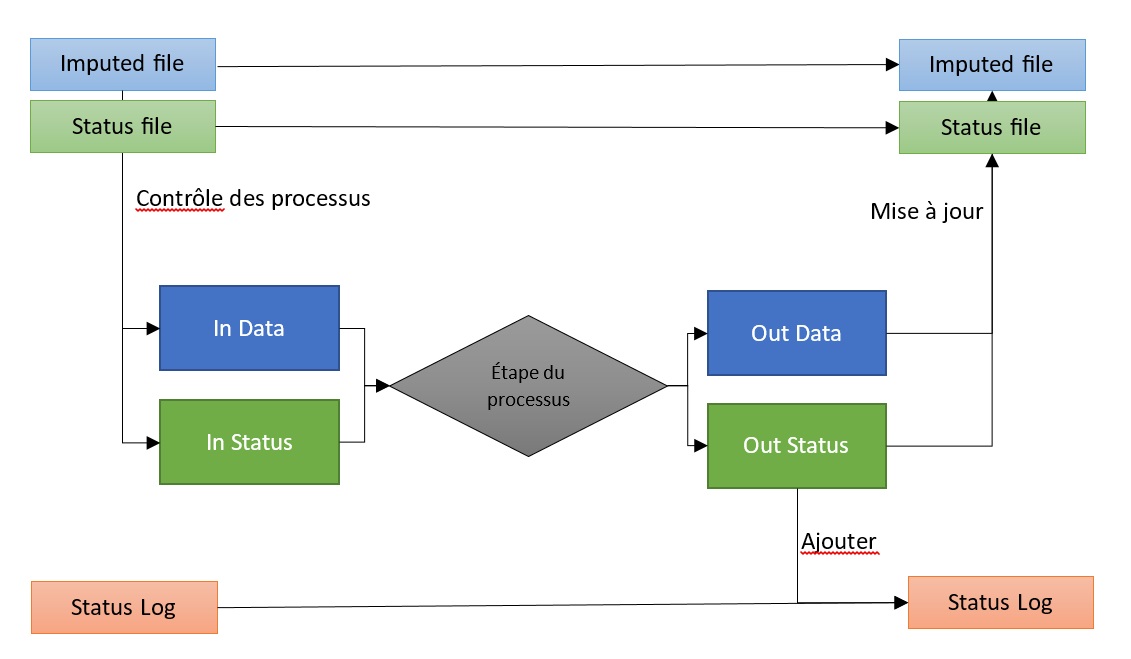 Imputed file
Imputed file
Status file
Status file
Contrôle des processus
Mise à jour
In Data
Out Data
Étape du
processus
In Status
Out Status
Ajouter
Status Log
Status Log